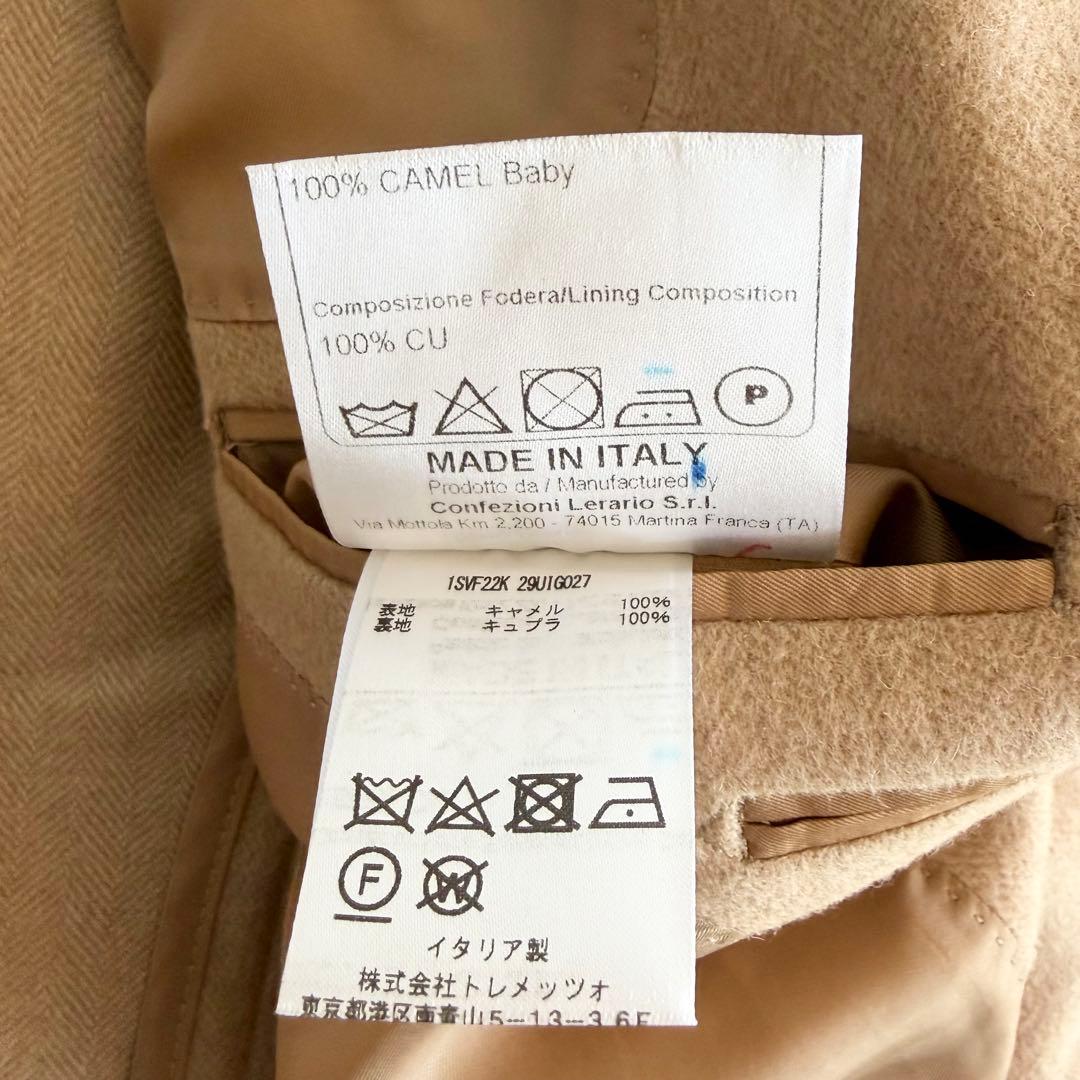 100% CAMEL Baby
Composizione Fodera/Lining Composition
100% CU
P
MADE IN ITALY
Prodotto da / Manufactured by
Confezioni Lerario S.r.l.
Via Mottola Km 2,200 - 74015 Martina Franca (TA)
1SVF22K 29UIG027
表地 キャメル 100%
裏地 キュプラ 100%
F W
イタリア製
株式会社トレメッツォ
東京都港区南青山5-13-3 6F